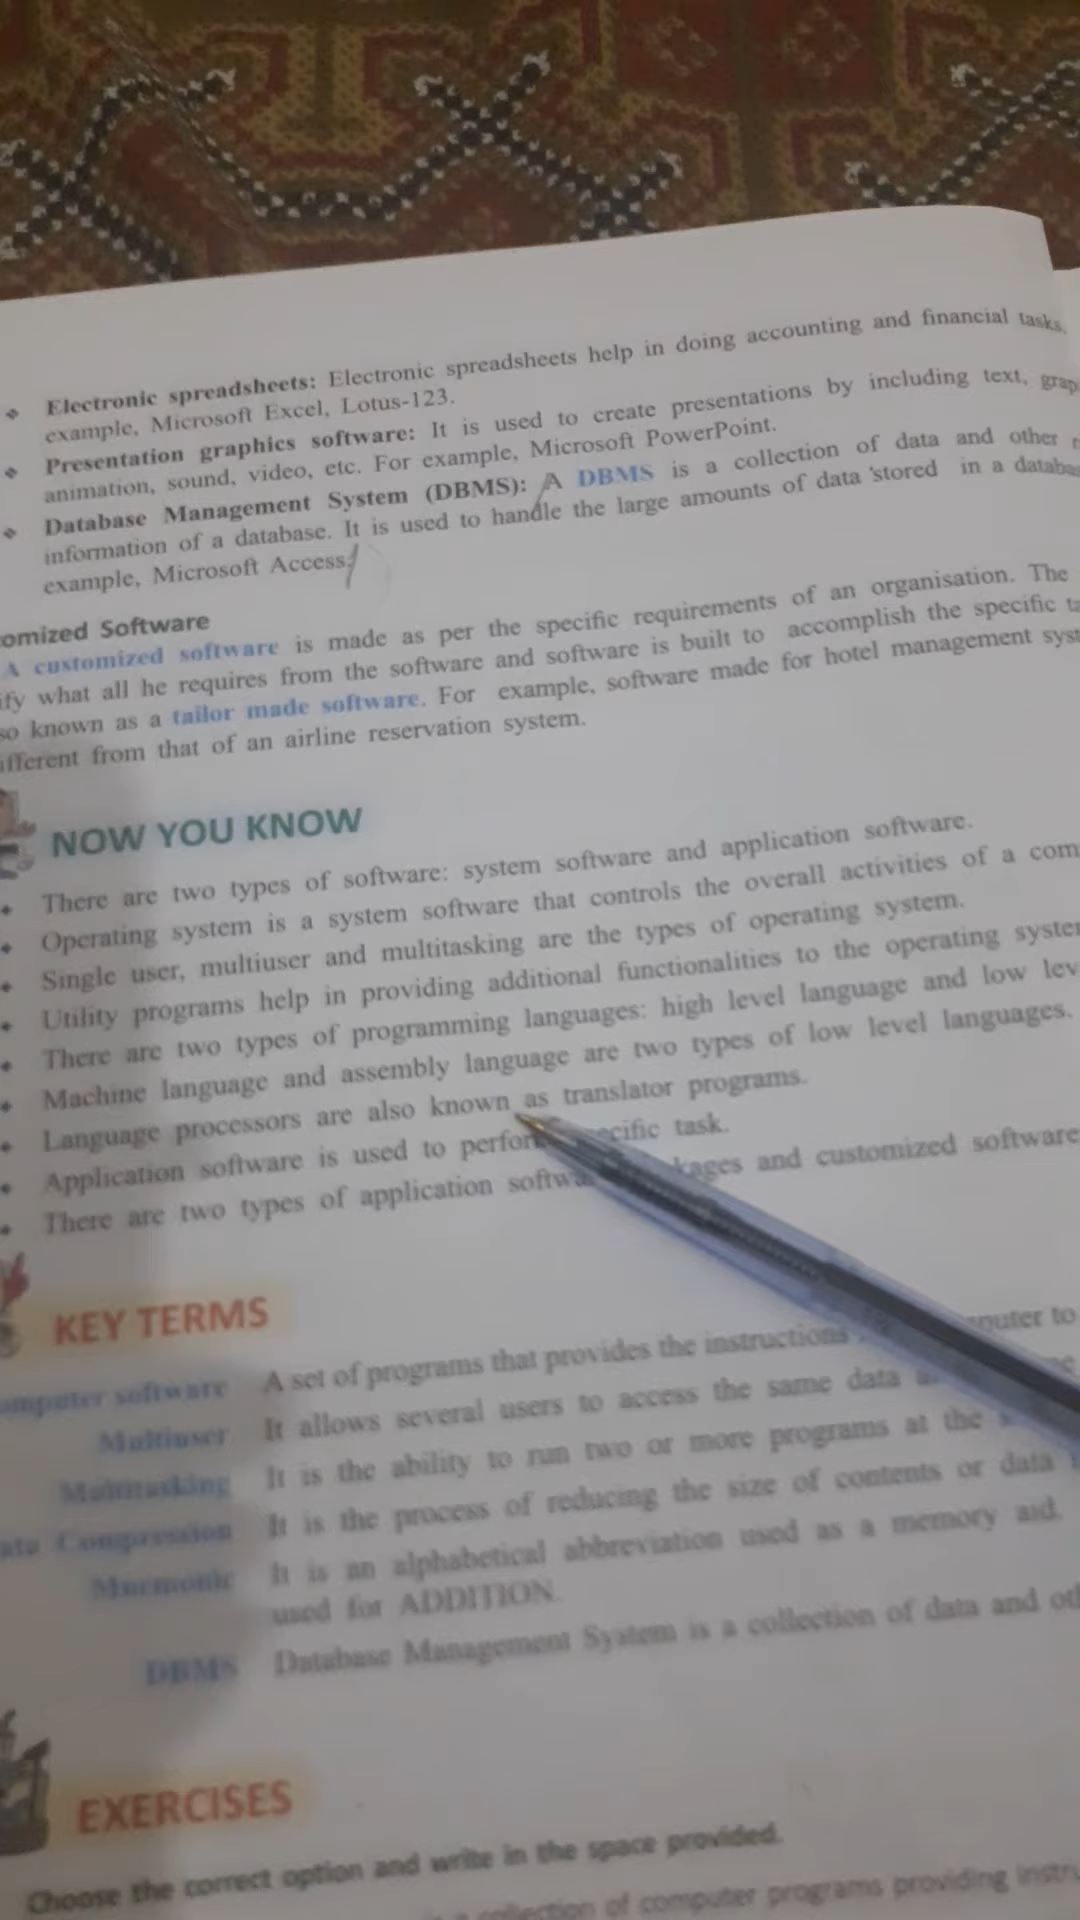 Electronic spreadsheets: Electronic spreadsheets help in doing accounting and financial tasks.
example, Microsoft Excel, Lotus-123.
Presentation graphics software: It is used to create presentations by including text, grap
animation, sound, video, etc. For example, Microsoft PowerPoint.
Database Management System (DBMS): A DBMS is a collection of data and other
information of a database. It is used to handle the large amounts of data stored in a databa
example, Microsoft Access.
omized Software
A customized software is made as per the specific requirements of an organisation. The
ify what all he requires from the software and software is built to accomplish the specific ta
so known as a tailor made software. For example, software made for hotel management syst
ifferent from that of an airline reservation system.
NOW YOU KNOW
There are two types of software: system software and application software.
Operating system is a system software that controls the overall activities of a com
Single user, multiuser and multitasking are the types of operating system.
Utility programs help in providing additional functionalities to the operating system
There are two types of programming languages: high level language and low lev
Machine language and assembly language are two types of low level languages.
Language processors are also known as translator programs.
Application software is used to perform ecific task.
There are two types of application softwa kages and customized software
KEY TERMS
omputer software A set of programs that provides the instructions puter to
Multiuser It allows several users to access the same data
Multitasking It is the ability to run two or more programs at the
ata Compression It is the process of reducing the size of contents or data
Mnemonic It is an alphabetical abbreviation used as a memory aid.
used for ADDITION.
DBMS Database Management System is a collection of data and oth
EXERCISES
Choose the correct option and write in the space provided.
collection of computer programs providing instru